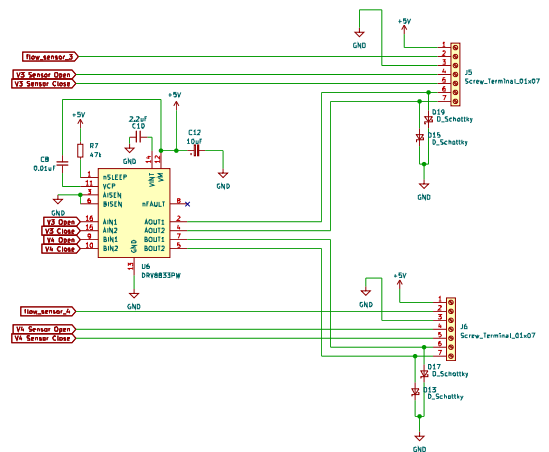 +5V
GND
flow_sensor_3
V3 Sensor Open
V3 Sensor Close
1
2
3
4
5
6
7
J5
Screw_Terminal_01x07
D19
D_Schottky
D15
D_Schottky
GND
+5V
+5V
2.2uf
C10
GND
C12
10uf
GND
R7
47k
C8
0.01uf
GND
14
12
VINT
VM
1
nSLEEP
11
VCP
3
AISEN
6
BISEN
nFAULT
8
V3 Open
16
AIN1
AOUT1
2
V3 Close
15
AIN2
AOUT2
4
V4 Open
9
BIN1
BOUT1
7
V4 Close
10
BIN2
BOUT2
5
GND
13
U6
DRV8833PW
GND
+5V
GND
flow_sensor_4
V4 Sensor Open
V4 Sensor Close
1
2
3
4
5
6
7
J6
Screw_Terminal_01x07
D17
D_Schottky
D13
D_Schottky
GND